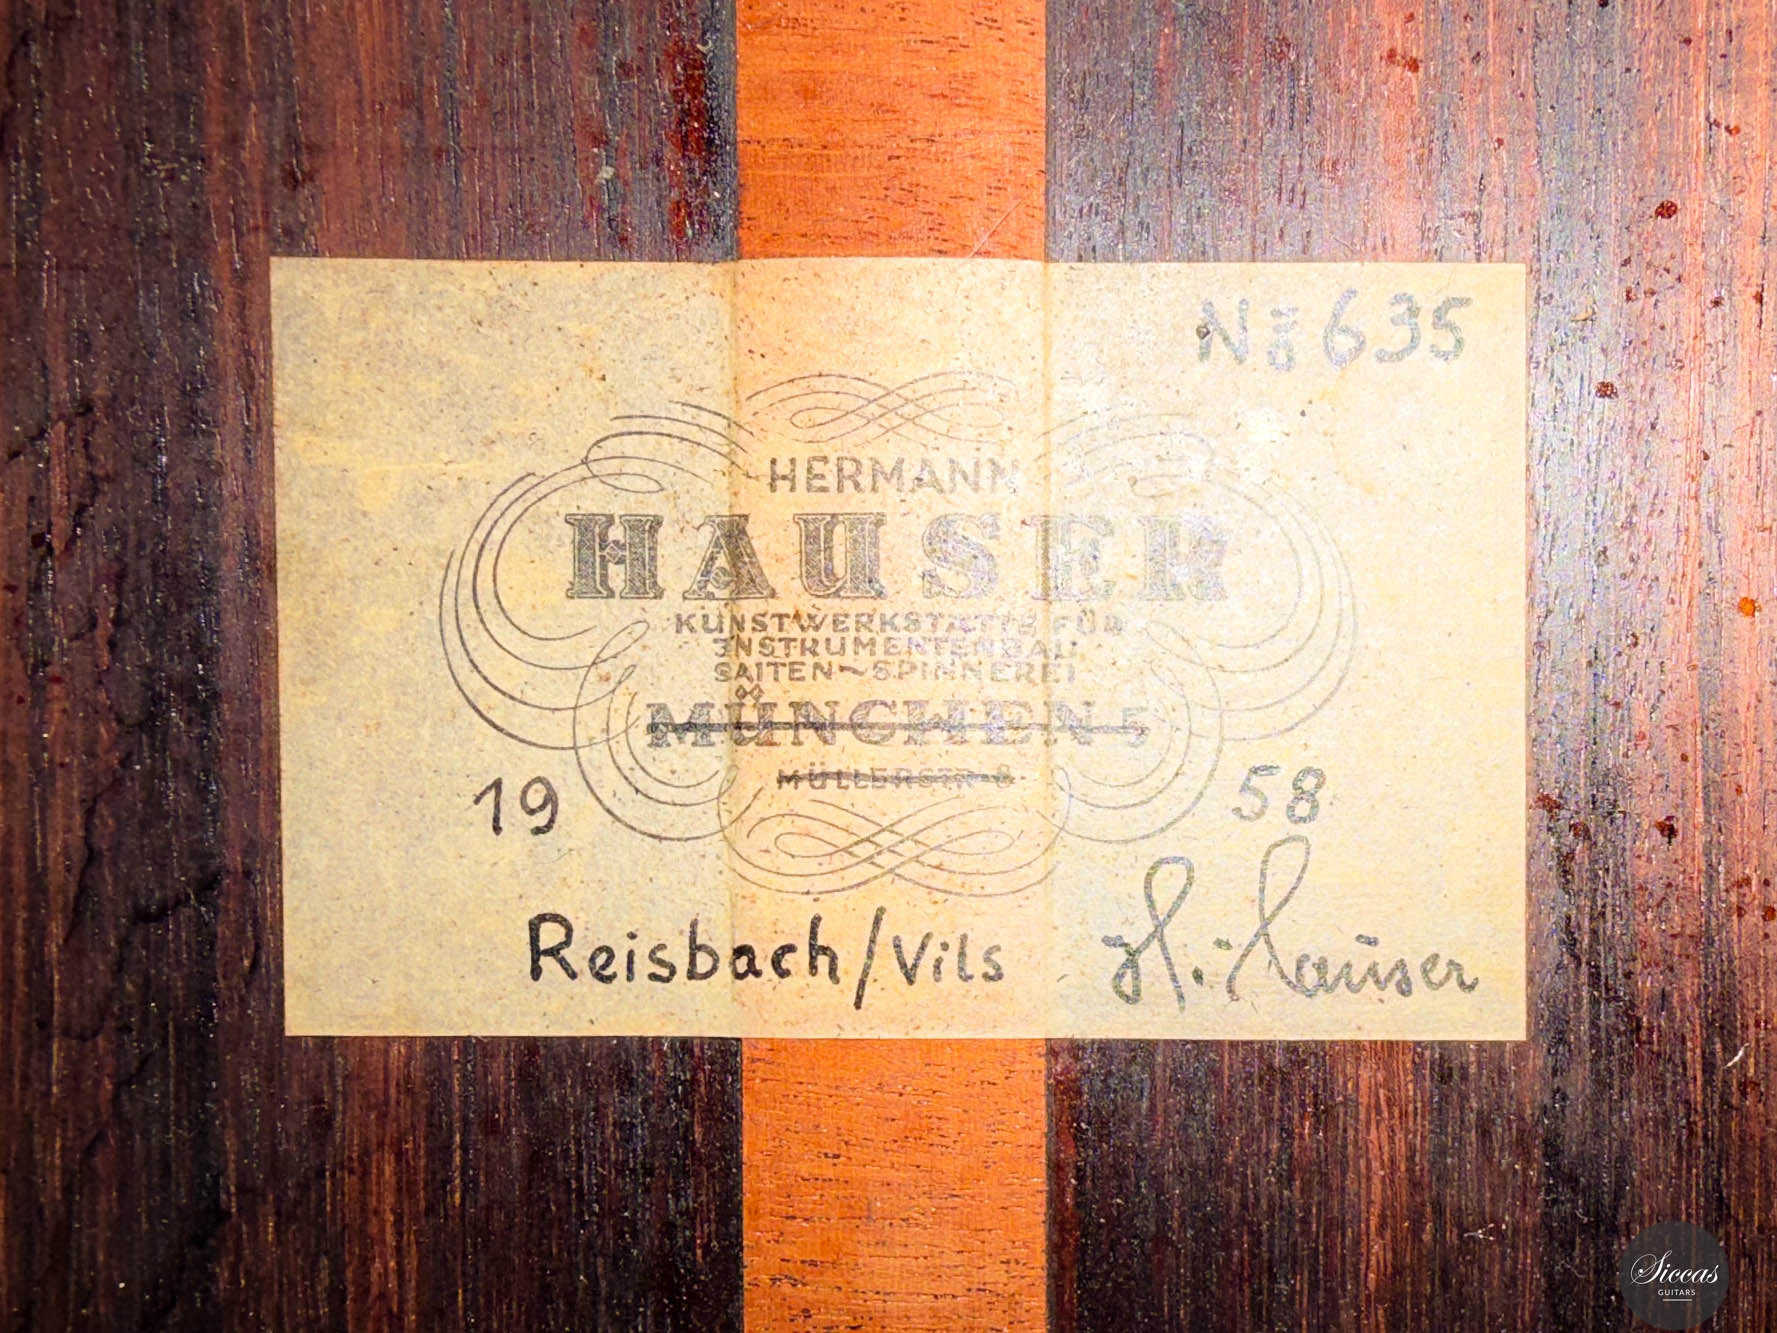 Nº 635
HERMANN
HAUSER
KUNSTWERKSTÄTTE FÜR
INSTRUMENTENBAU
SAITEN~SPINNEREI
MÜNCHEN 5
MÜLLERSTR. 8
19 58
Reisbach/Vils H. Hauser
Siccas
GUITARS